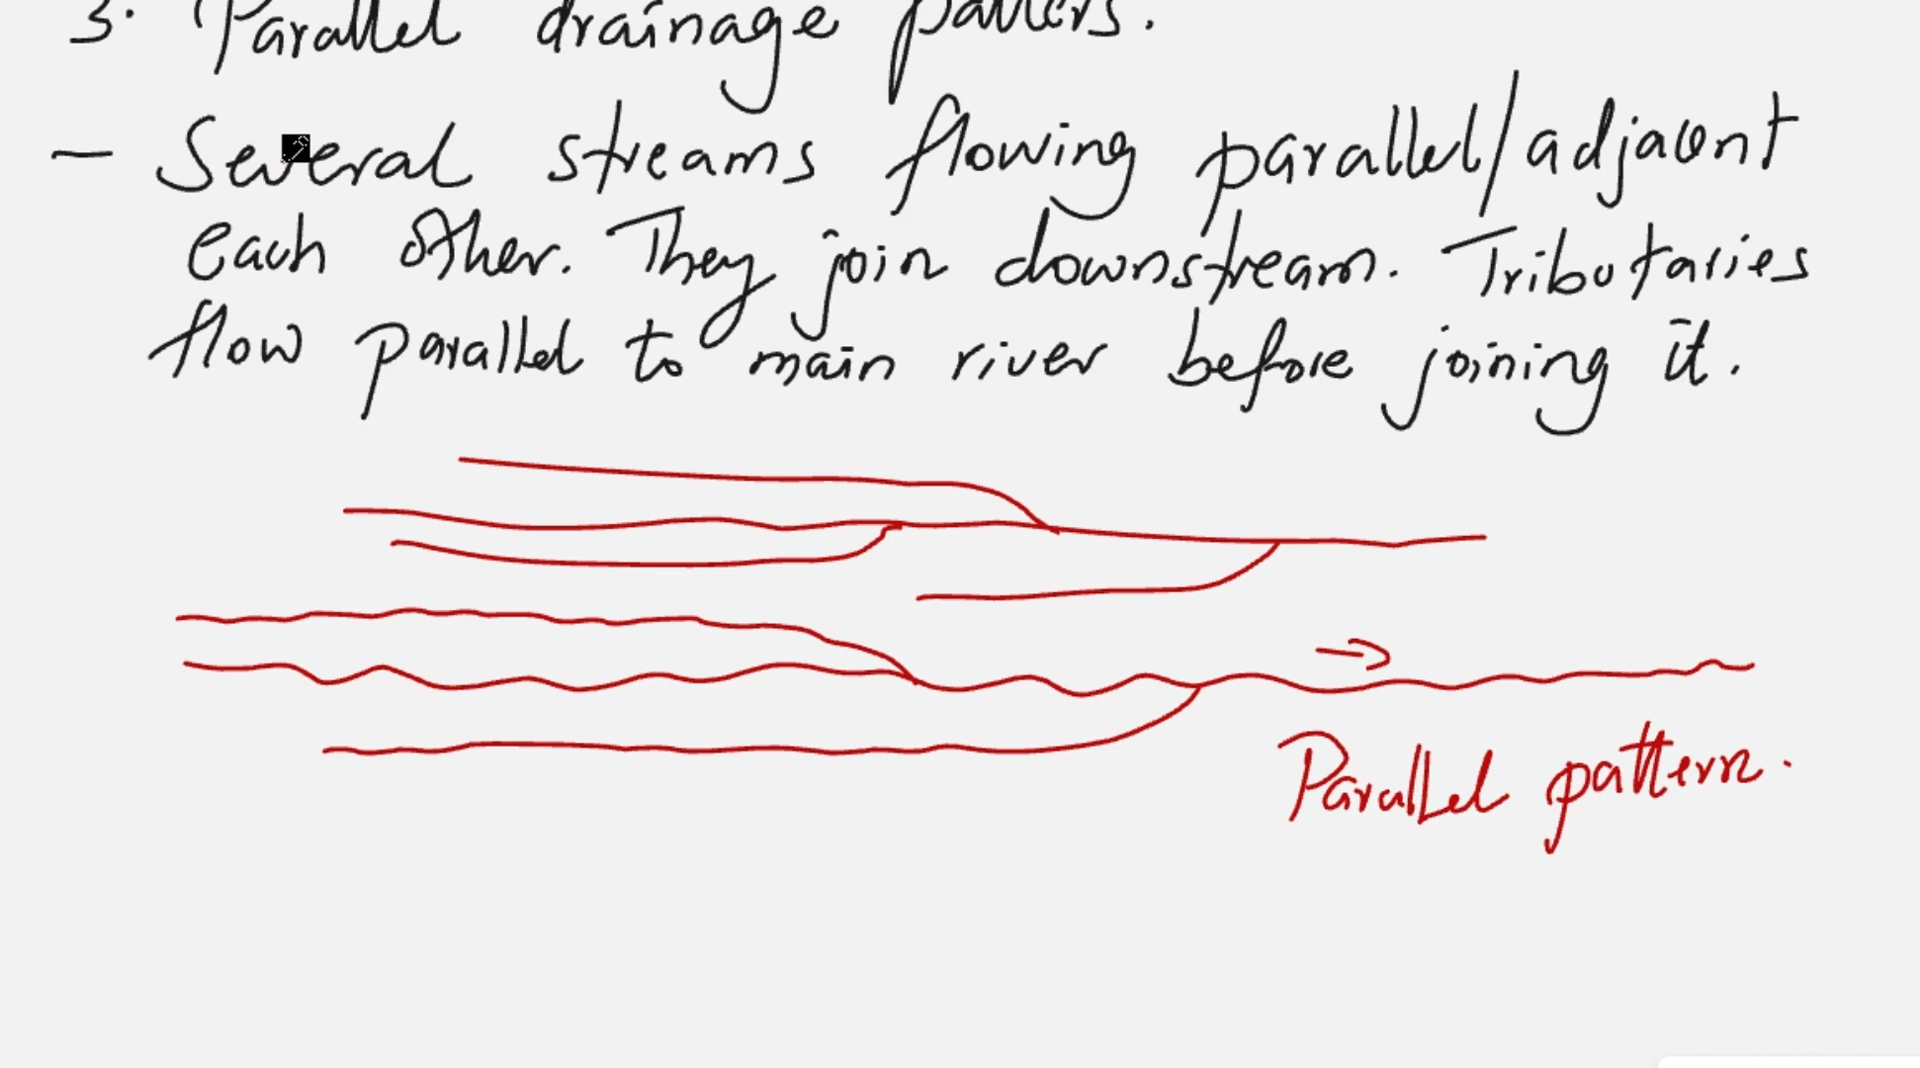 3. Parallel drainage patters.
- Several streams flowing parallel/adjacent
each other. They join downstream. Tributaries
flow parallel to main river before joining it.
Parallel pattern.